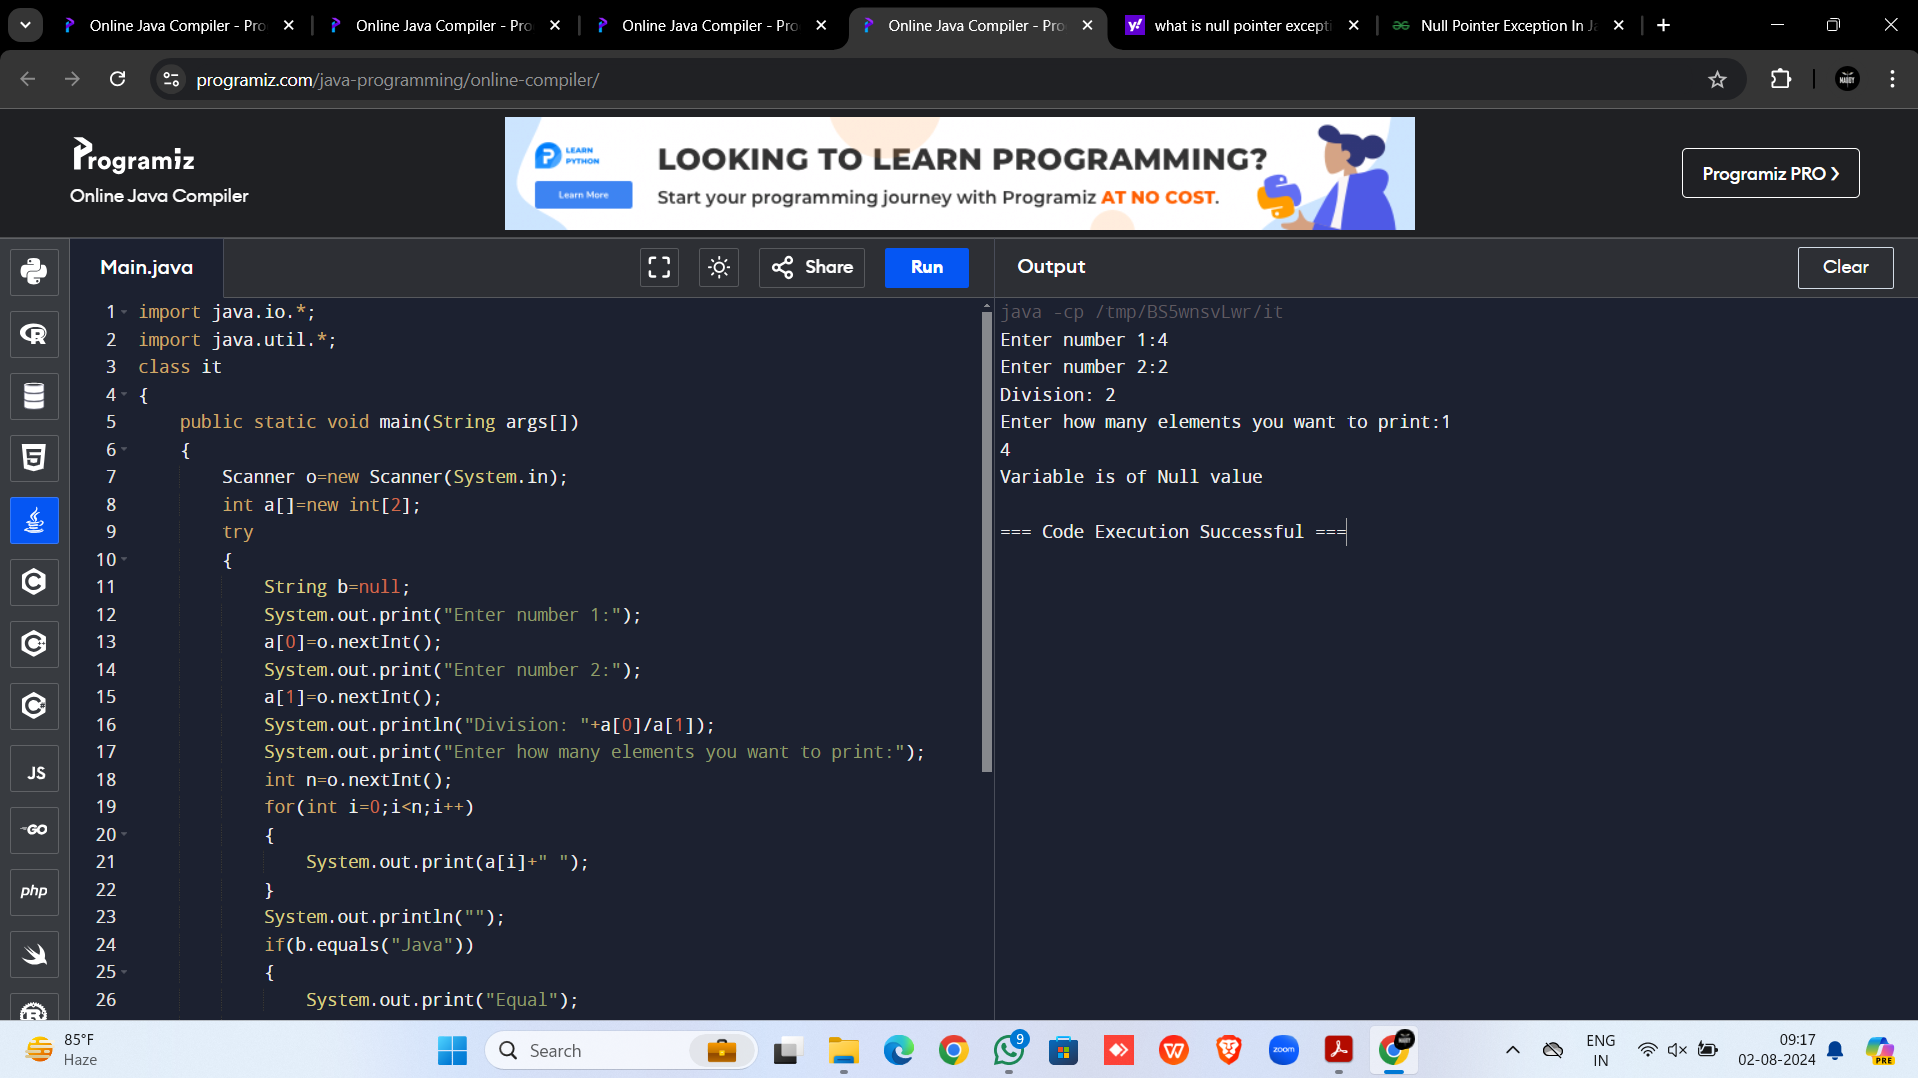 Online Java Compiler - Pro
Online Java Compiler - Pro
Online Java Compiler - Pro
Online Java Compiler - Pro
what is null pointer excepti
Null Pointer Exception In Ja
programiz.com/java-programming/online-compiler/
Programiz
Online Java Compiler
LEARN
PYTHON
Learn More
LOOKING TO LEARN PROGRAMMING?
Start your programming journey with Programiz AT NO COST.
Programiz PRO
Main.java
Share
Run
Output
Clear
1 import java.io.*;
2 import java.util.*;
3 class it
4 {
5 public static void main(String args[])
6 {
7 Scanner o=new Scanner(System.in);
8 int a[]=new int[2];
9 try
10 {
11 String b=null;
12 System.out.print("Enter number 1:");
13 a[0]=o.nextInt();
14 System.out.print("Enter number 2:");
15 a[1]=o.nextInt();
16 System.out.println("Division: "+a[0]/a[1]);
17 System.out.print("Enter how many elements you want to print:");
18 int n=o.nextInt();
19 for(int i=0;i<n;i++)
20 {
21 System.out.print(a[i]+" ");
22 }
23 System.out.println("");
24 if(b.equals("Java"))
25 {
26 System.out.print("Equal");
java -cp /tmp/BS5wnsvLwr/it
Enter number 1:4
Enter number 2:2
Division: 2
Enter how many elements you want to print:1
4
Variable is of Null value
=== Code Execution Successful ===
JS
GO
php
85°F
Haze
Search
9
zoom
ENG
IN
09:17
02-08-2024
PRE